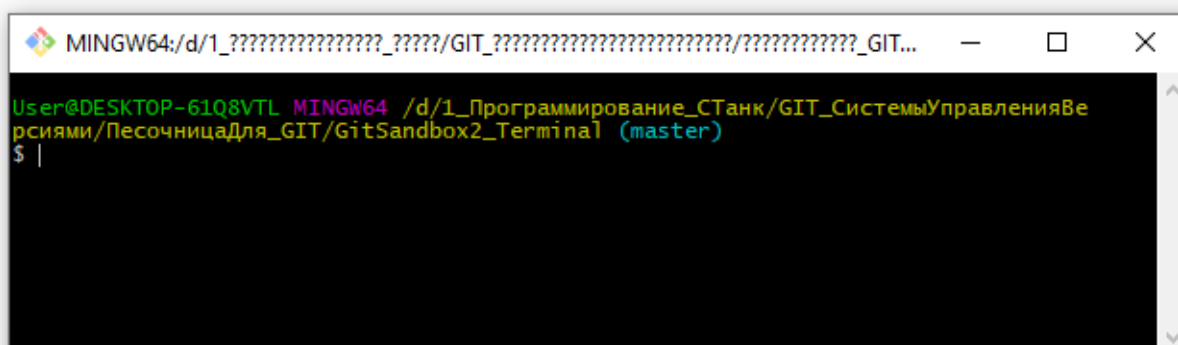 MINGW64:/d/1_????????????????_?????/GIT_?????????????????????????/????????????_GIT...
User@DESKTOP-61Q8VTL MINGW64 /d/1_Программирование_СТанк/GIT_СистемыУправленияВе
рсиями/ПесочницаДля_GIT/GitSandbox2_Terminal (master)
$